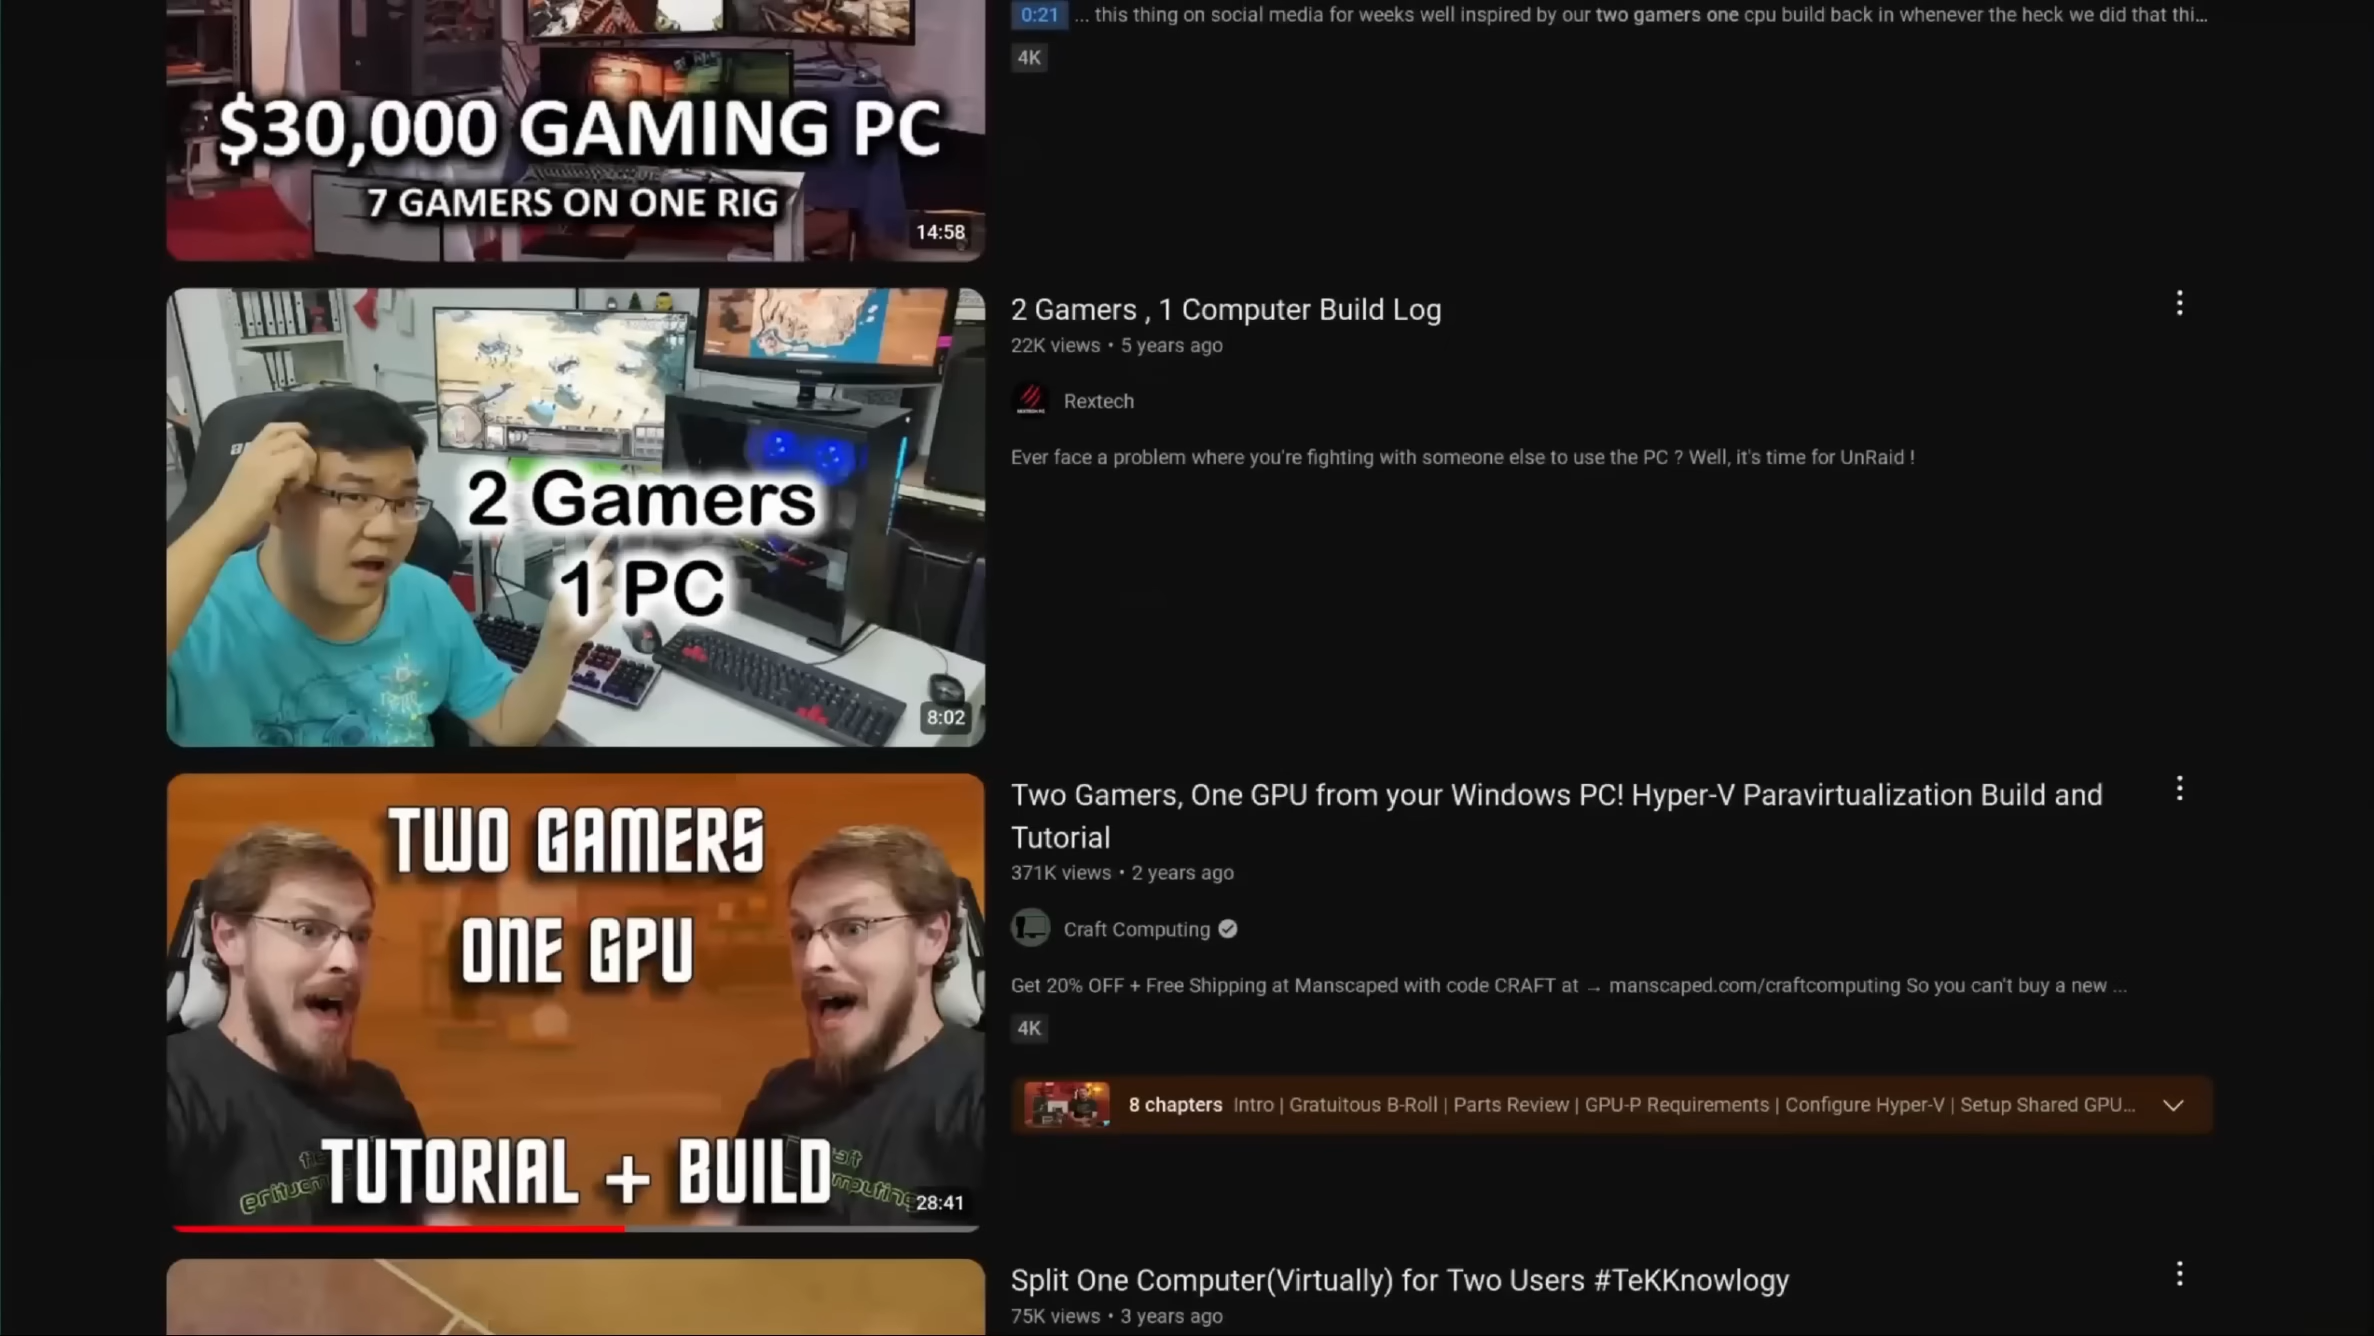 0:21 ... this thing on social media for weeks well inspired by our two gamers one cpu build back in whenever the heck we did that thi...
4K
$30,000 GAMING PC
7 GAMERS ON ONE RIG
14:58
2 Gamers
1 PC
8:02
2 Gamers , 1 Computer Build Log
22K views • 5 years ago
Rextech
Ever face a problem where you're fighting with someone else to use the PC ? Well, it's time for UnRaid !
TWO GAMERS
ONE GPU
TUTORIAL + BUILD
28:41
Two Gamers, One GPU from your Windows PC! Hyper-V Paravirtualization Build and
Tutorial
371K views • 2 years ago
Craft Computing
Get 20% OFF + Free Shipping at Manscaped with code CRAFT at → manscaped.com/craftcomputing So you can't buy a new ...
4K
8 chapters Intro | Gratuitous B-Roll | Parts Review | GPU-P Requirements | Configure Hyper-V | Setup Shared GPU...
Split One Computer(Virtually) for Two Users #TeKKnowlogy
75K views • 3 years ago